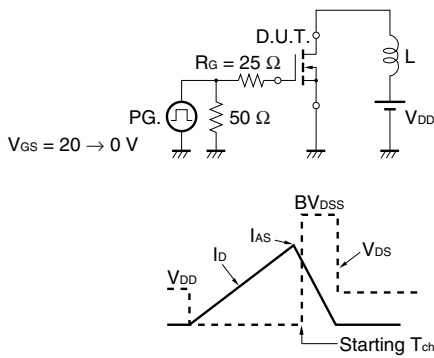 D.U.T.
RG = 25 Ω
L
PG.
50 Ω
VDD
VGS = 20 → 0 V
BVDSS
IAS
ID
VDS
VDD
Starting Tch